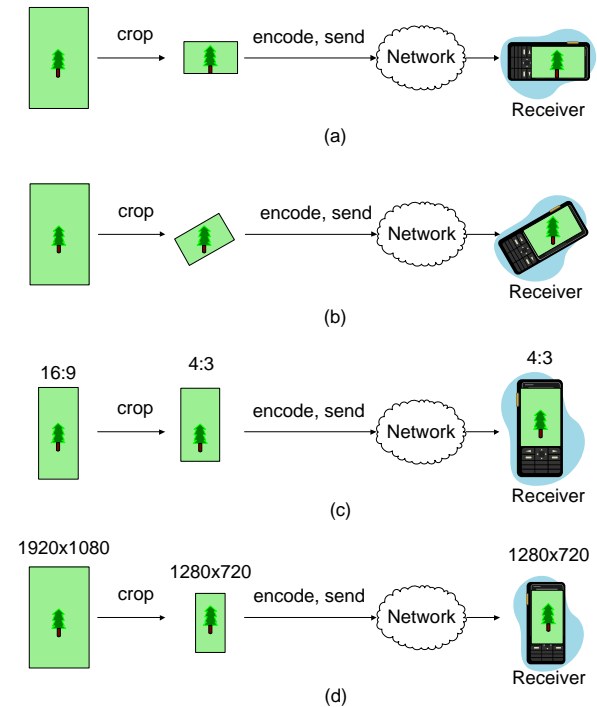 crop
encode, send
Network
Receiver
(a)
crop
encode, send
Network
Receiver
(b)
16:9
4:3
4:3
crop
encode, send
Network
Receiver
(c)
1920x1080
1280x720
1280x720
crop
encode, send
Network
Receiver
(d)